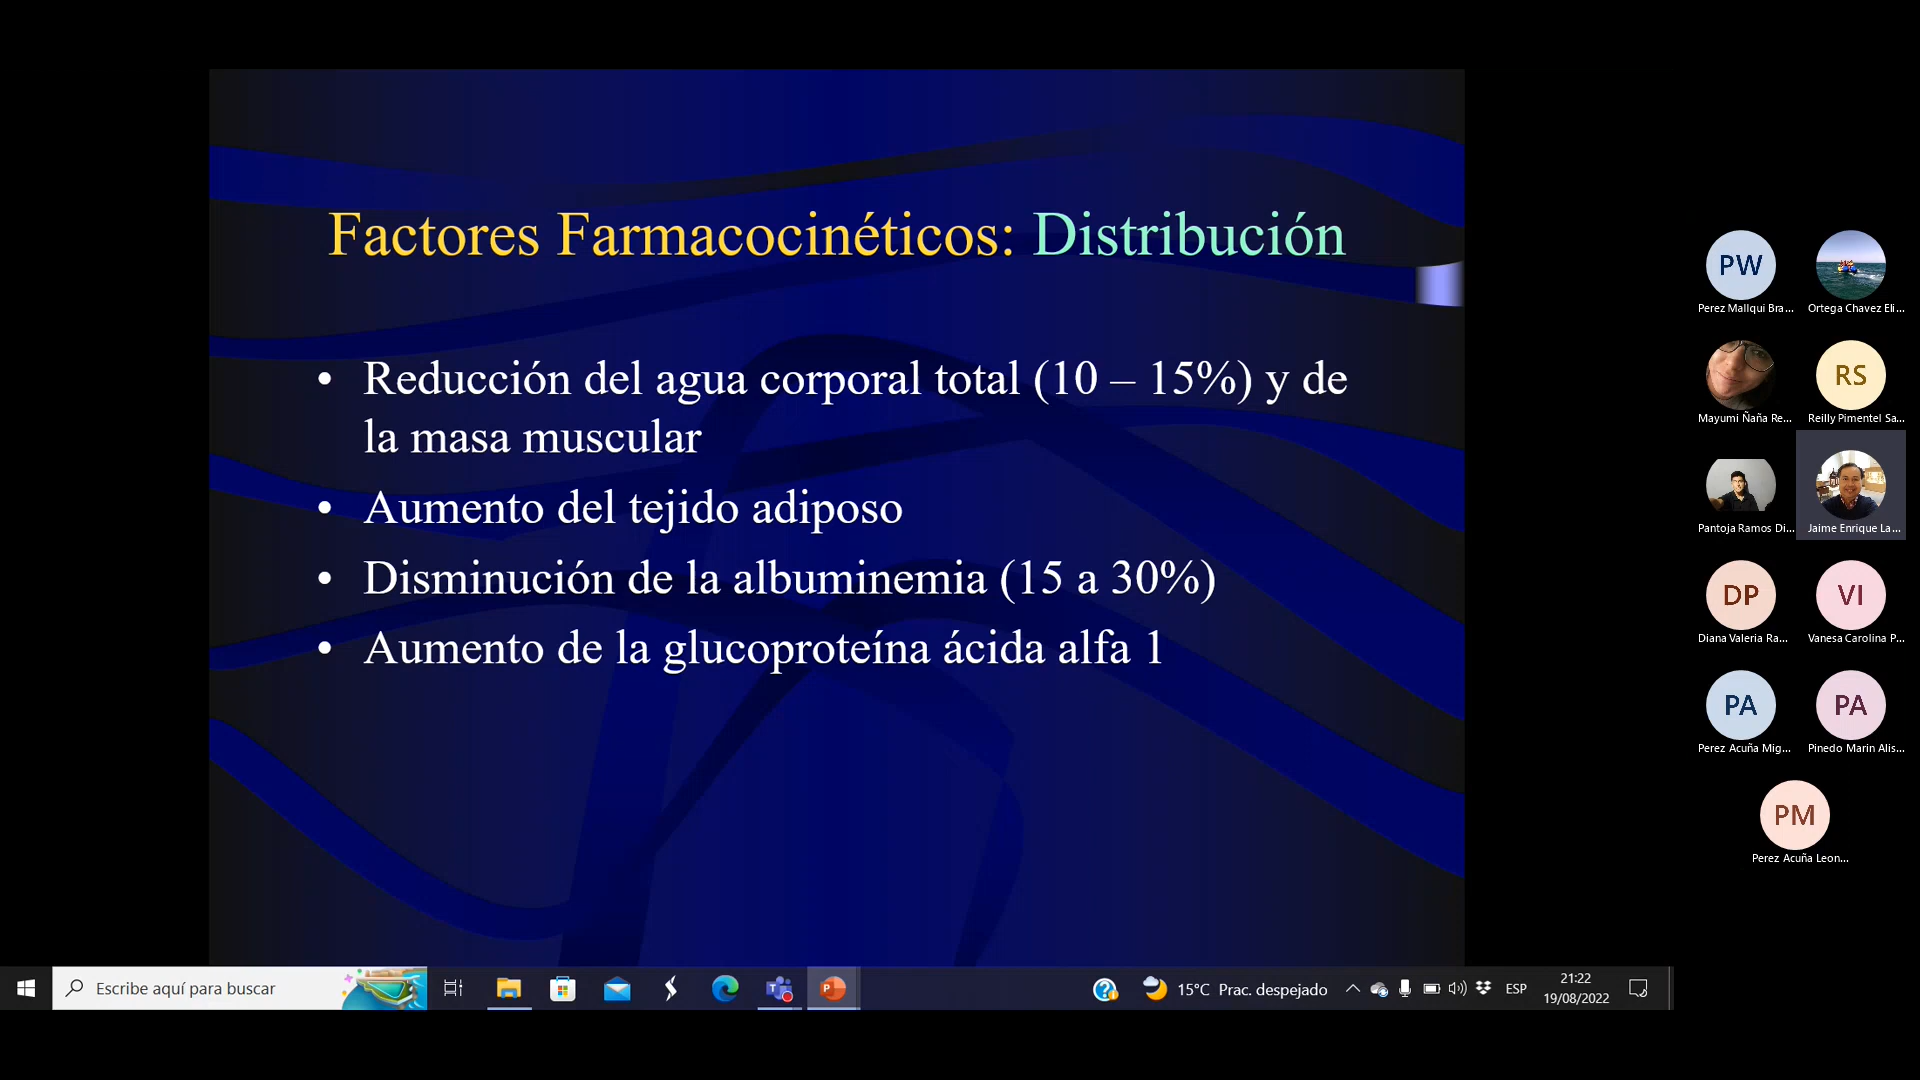 Factores Farmacocinéticos: Distribución
• Reducción del agua corporal total (10 – 15%) y de
la masa muscular
• Aumento del tejido adiposo
• Disminución de la albuminemia (15 a 30%)
• Aumento de la glucoproteína ácida alfa 1
PW
Perez Mallqui Bra...
Ortega Chavez Eli...
Mayumi Ñaña Re...
RS
Reilly Pimentel Sa...
Pantoja Ramos Di...
Jaime Enrique La...
DP
Diana Valeria Ra...
VI
Vanesa Carolina P...
PA
Perez Acuña Mig...
PA
Pinedo Marin Alis...
PM
Perez Acuña Leon...
Escribe aquí para buscar
15°C Prac. despejado
ESP
21:22
19/08/2022